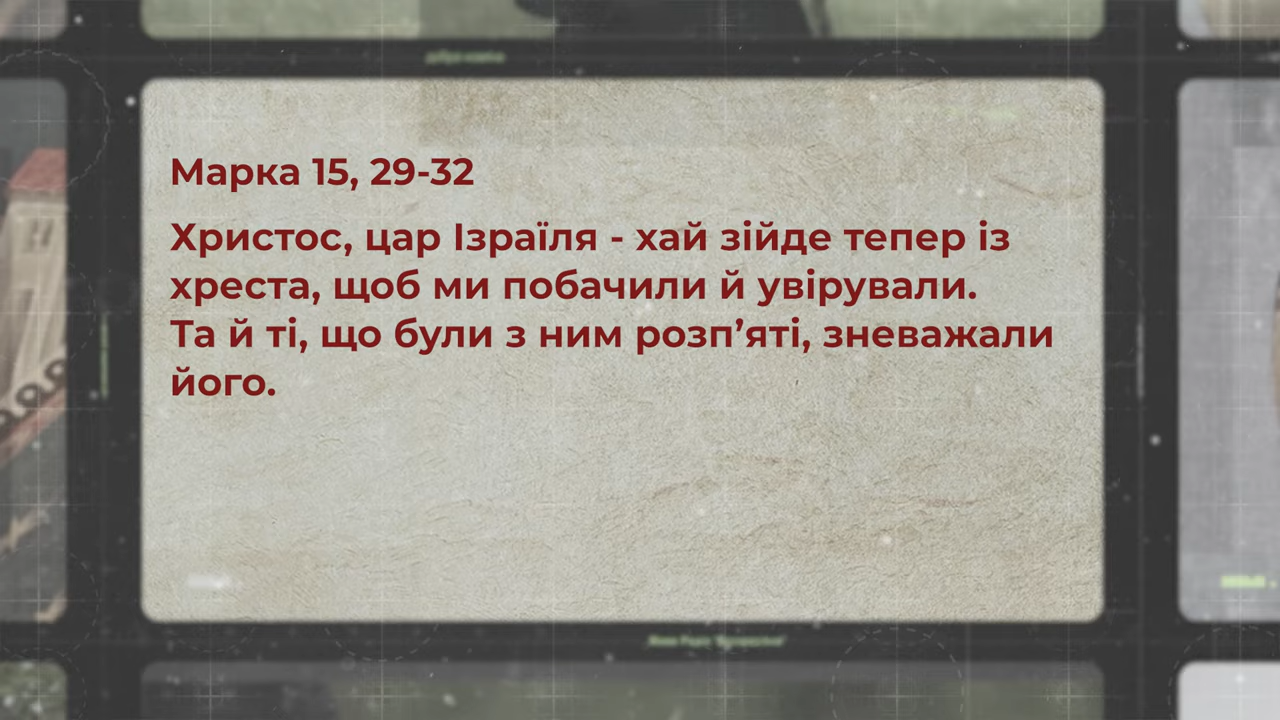 Марка 15, 29-32
Христос, цар Ізраїля - хай зійде тепер із
хреста, щоб ми побачили й увірували.
Та й ті, що були з ним розп’яті, зневажали
його.